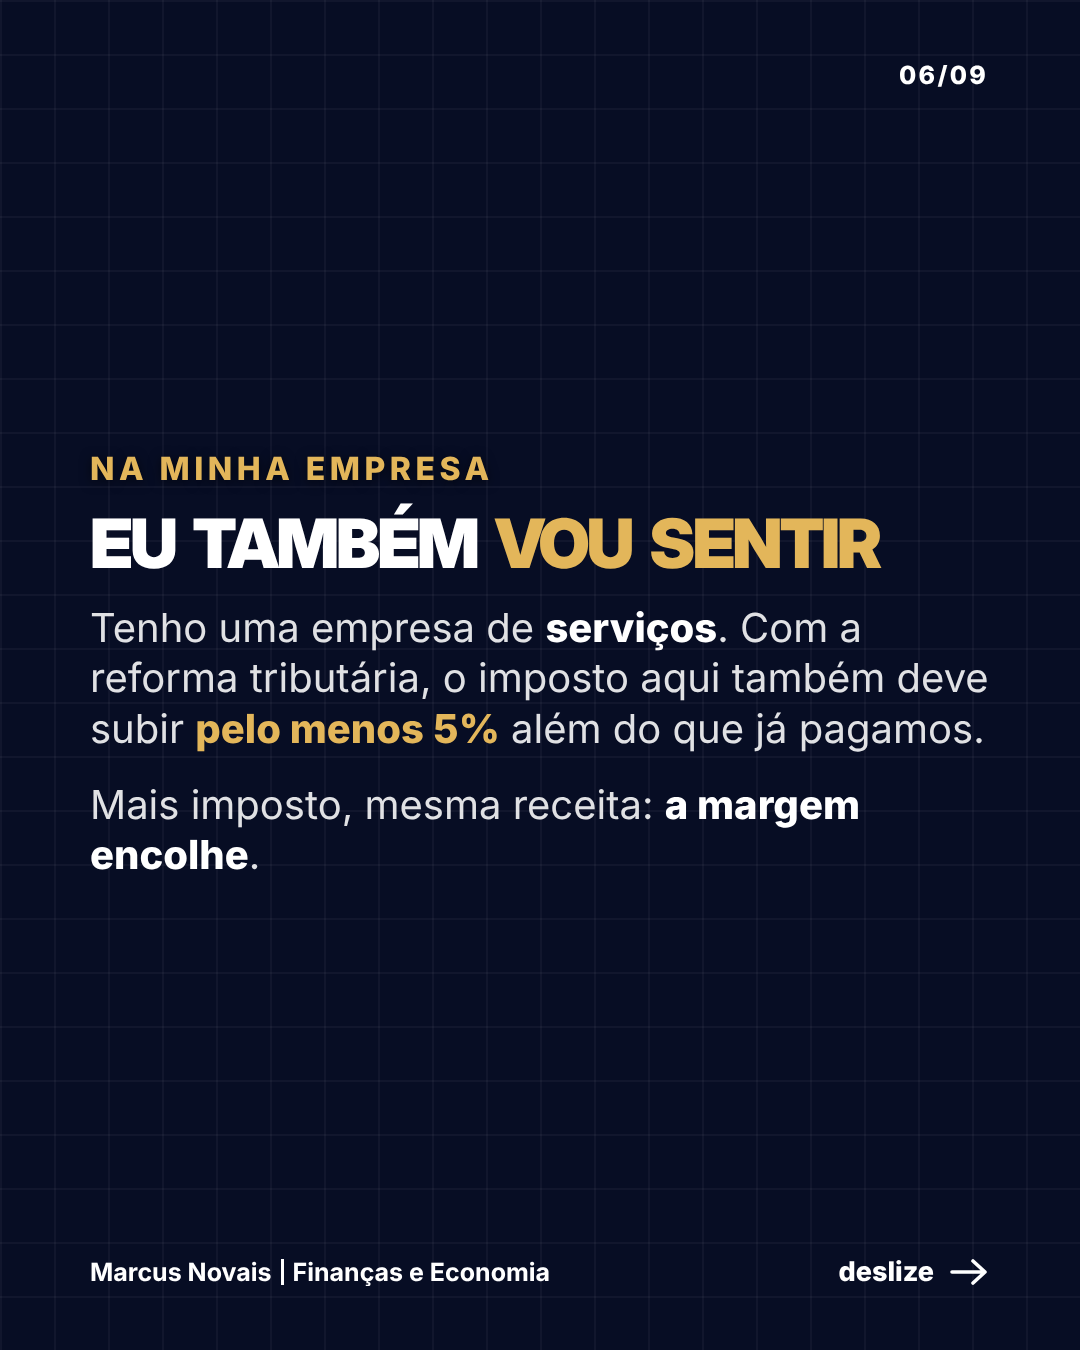 06/09
NA MINHA EMPRESA
EU TAMBÉM VOU SENTIR
Tenho uma empresa de serviços. Com a
reforma tributária, o imposto aqui também deve
subir pelo menos 5% além do que já pagamos.
Mais imposto, mesma receita: a margem
encolhe.
Marcus Novais | Finanças e Economia
deslize →